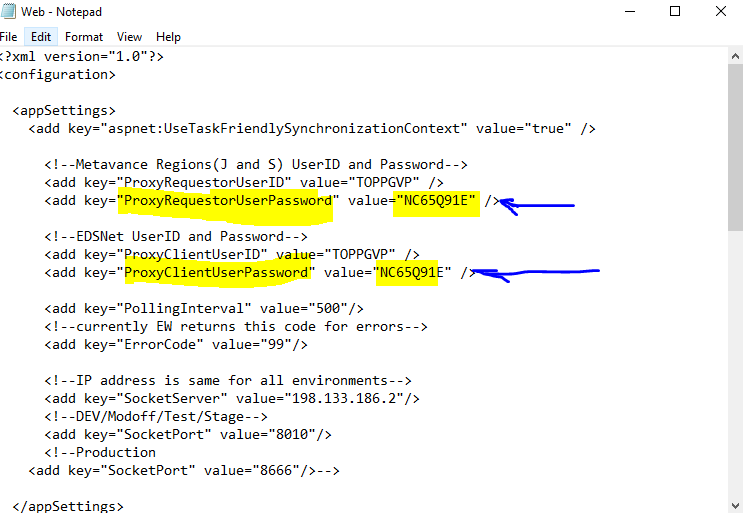 Web - Notepad
File Edit Format View Help
<?xml version="1.0"?>
<configuration>
<appSettings>
<add key="aspnet:UseTaskFriendlySynchronizationContext" value="true" />
<!--Metavance Regions(J and S) UserID and Password-->
<add key="ProxyRequestorUserID" value="TOPPGVP" />
<add key="ProxyRequestorUserPassword" value="NC65Q91E" />
<!--EDSNet UserID and Password-->
<add key="ProxyClientUserID" value="TOPPGVP" />
<add key="ProxyClientUserPassword" value="NC65Q91E" />
<add key="PollingInterval" value="500"/>
<!--currently EW returns this code for errors-->
<add key="ErrorCode" value="99"/>
<!--IP address is same for all environments-->
<add key="SocketServer" value="198.133.186.2"/>
<!--DEV/Modoff/Test/Stage-->
<add key="SocketPort" value="8010"/>
<!--Production
<add key="SocketPort" value="8666"/>-->
</appSettings>